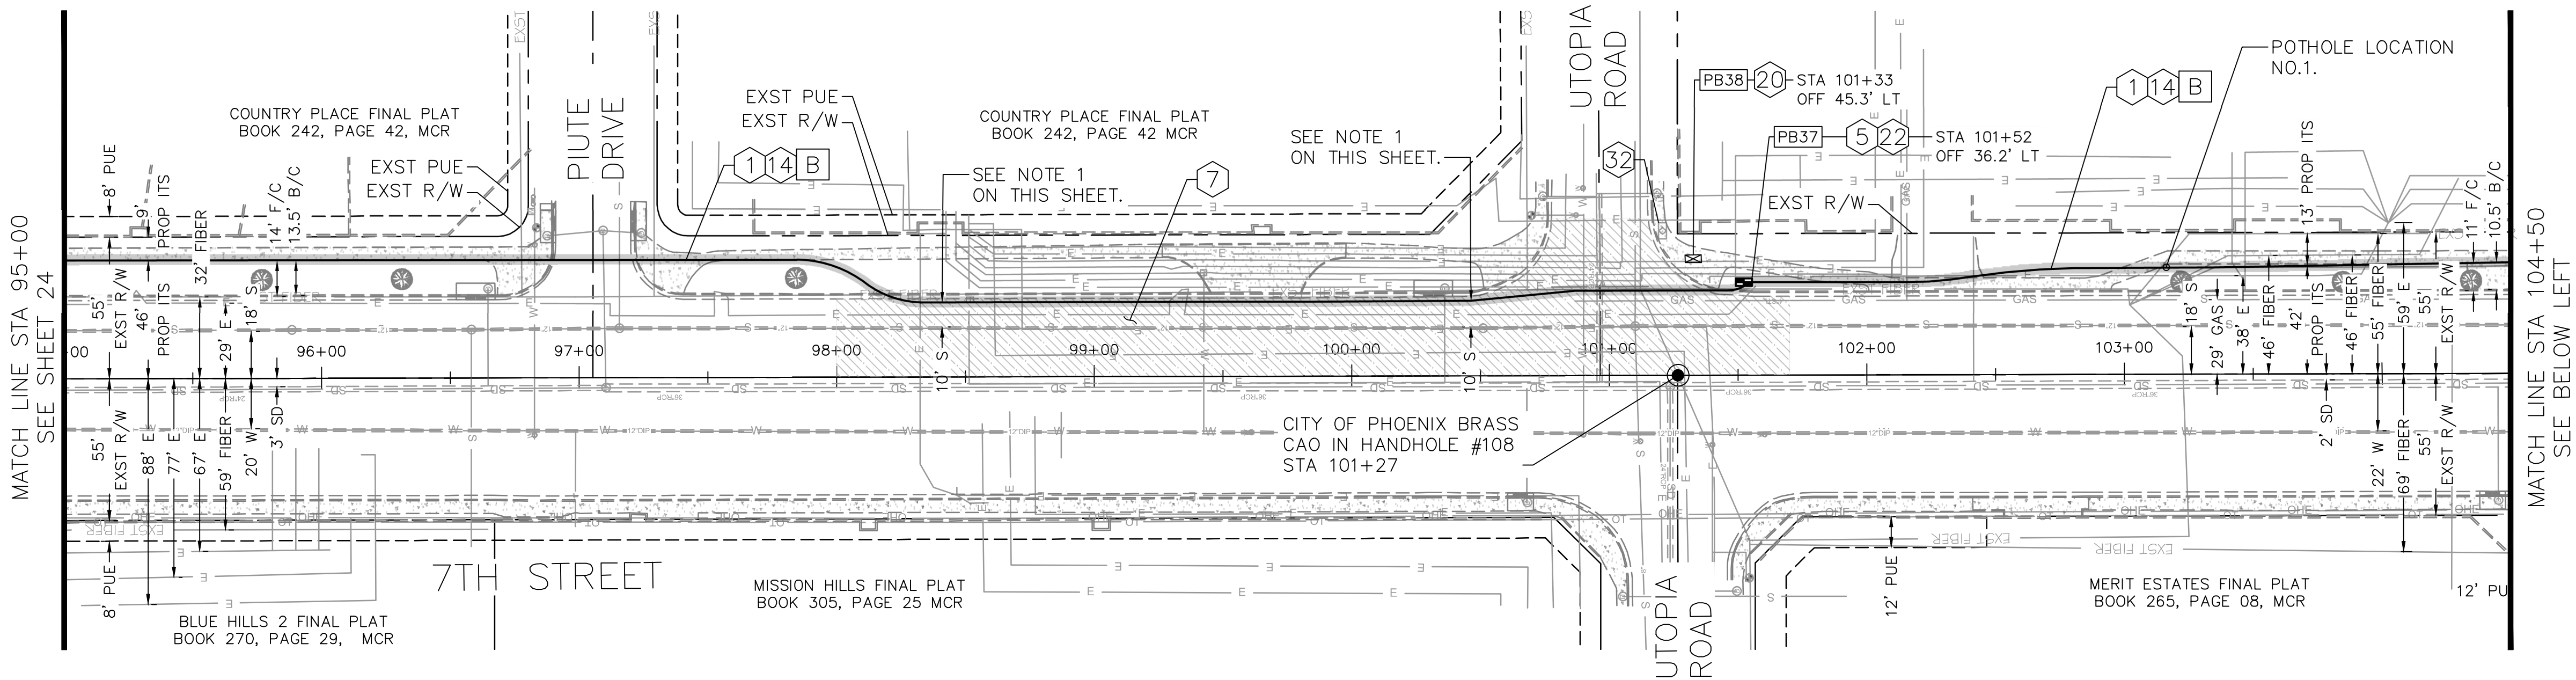 MATCH LINE STA 95+00
SEE SHEET 24
COUNTRY PLACE FINAL PLAT
BOOK 242, PAGE 42, MCR
EXST PUE
EXST R/W
PIUTE
DRIVE
EXST PUE
EXST R/W
1 14 B
COUNTRY PLACE FINAL PLAT
BOOK 242, PAGE 42 MCR
SEE NOTE 1
ON THIS SHEET.
7
SEE NOTE 1
ON THIS SHEET.
UTOPIA
ROAD
32
PB38 20 STA 101+33
OFF 45.3' LT
PB37 5 22 STA 101+52
OFF 36.2' LT
EXST R/W
1 14 B
POTHOLE LOCATION
NO.1.
8' PUE
9'
PROP ITS
32' FIBER
14' F/C
13.5' B/C
55'
EXST R/W
46'
PROP ITS
29' E
18' S
10' S
10' S
13' PROP ITS
11' F/C
10.5' B/C
18' S
29' GAS
38' E
46' FIBER
42'
PROP ITS
46' FIBER
55' FIBER
59' E
55'
EXST R/W
00
96+00
97+00
98+00
99+00
100+00
101+00
102+00
103+00
GAS
GAS
GAS
55'
EXST R/W
88' E
77' E
67' E
59' FIBER
20' W
3' SD
8' PUE
CITY OF PHOENIX BRASS
CAO IN HANDHOLE #108
STA 101+27
2' SD
22' W
69' FIBER
55'
EXST R/W
12' PUE
12' PU
EXST FIBER
EXST FIBER
EXST FIBER
7TH STREET
BLUE HILLS 2 FINAL PLAT
BOOK 270, PAGE 29, MCR
MISSION HILLS FINAL PLAT
BOOK 305, PAGE 25 MCR
UTOPIA
ROAD
MERIT ESTATES FINAL PLAT
BOOK 265, PAGE 08, MCR
MATCH LINE STA 104+50
SEE BELOW LEFT